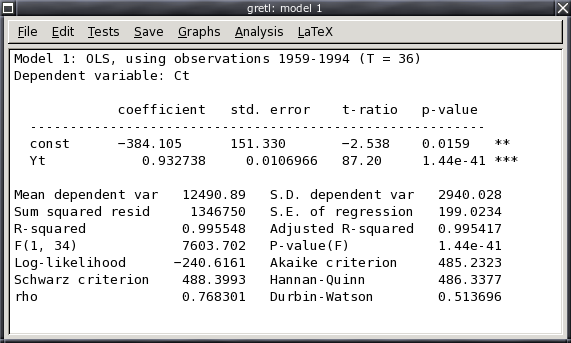 gretl: model 1
File Edit Tests Save Graphs Analysis LaTeX
Model 1: OLS, using observations 1959-1994 (T = 36)
Dependent variable: Ct
coefficient std. error t-ratio p-value
---------------------------------------------------------
const −384.105 151.330 −2.538 0.0159 **
Yt 0.932738 0.0106966 87.20 1.44e-41 ***
Mean dependent var 12490.89 S.D. dependent var 2940.028
Sum squared resid 1346750 S.E. of regression 199.0234
R-squared 0.995548 Adjusted R-squared 0.995417
F(1, 34) 7603.702 P-value(F) 1.44e-41
Log-likelihood −240.6161 Akaike criterion 485.2323
Schwarz criterion 488.3993 Hannan-Quinn 486.3377
rho 0.768301 Durbin-Watson 0.513696